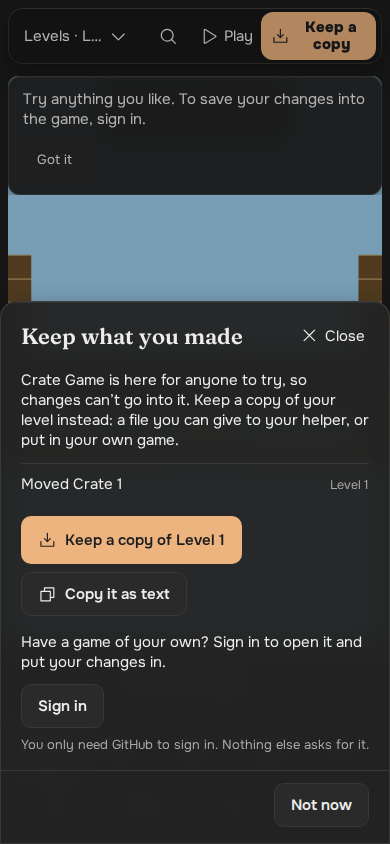 Levels · L...
Play
Keep a
copy
Try anything you like. To save your changes into
the game, sign in.
Got it
Keep what you made
Close
Crate Game is here for anyone to try, so
changes can’t go into it. Keep a copy of your
level instead: a file you can give to your helper, or
put in your own game.
Moved Crate 1
Level 1
Keep a copy of Level 1
Copy it as text
Have a game of your own? Sign in to open it and
put your changes in.
Sign in
You only need GitHub to sign in. Nothing else asks for it.
Not now